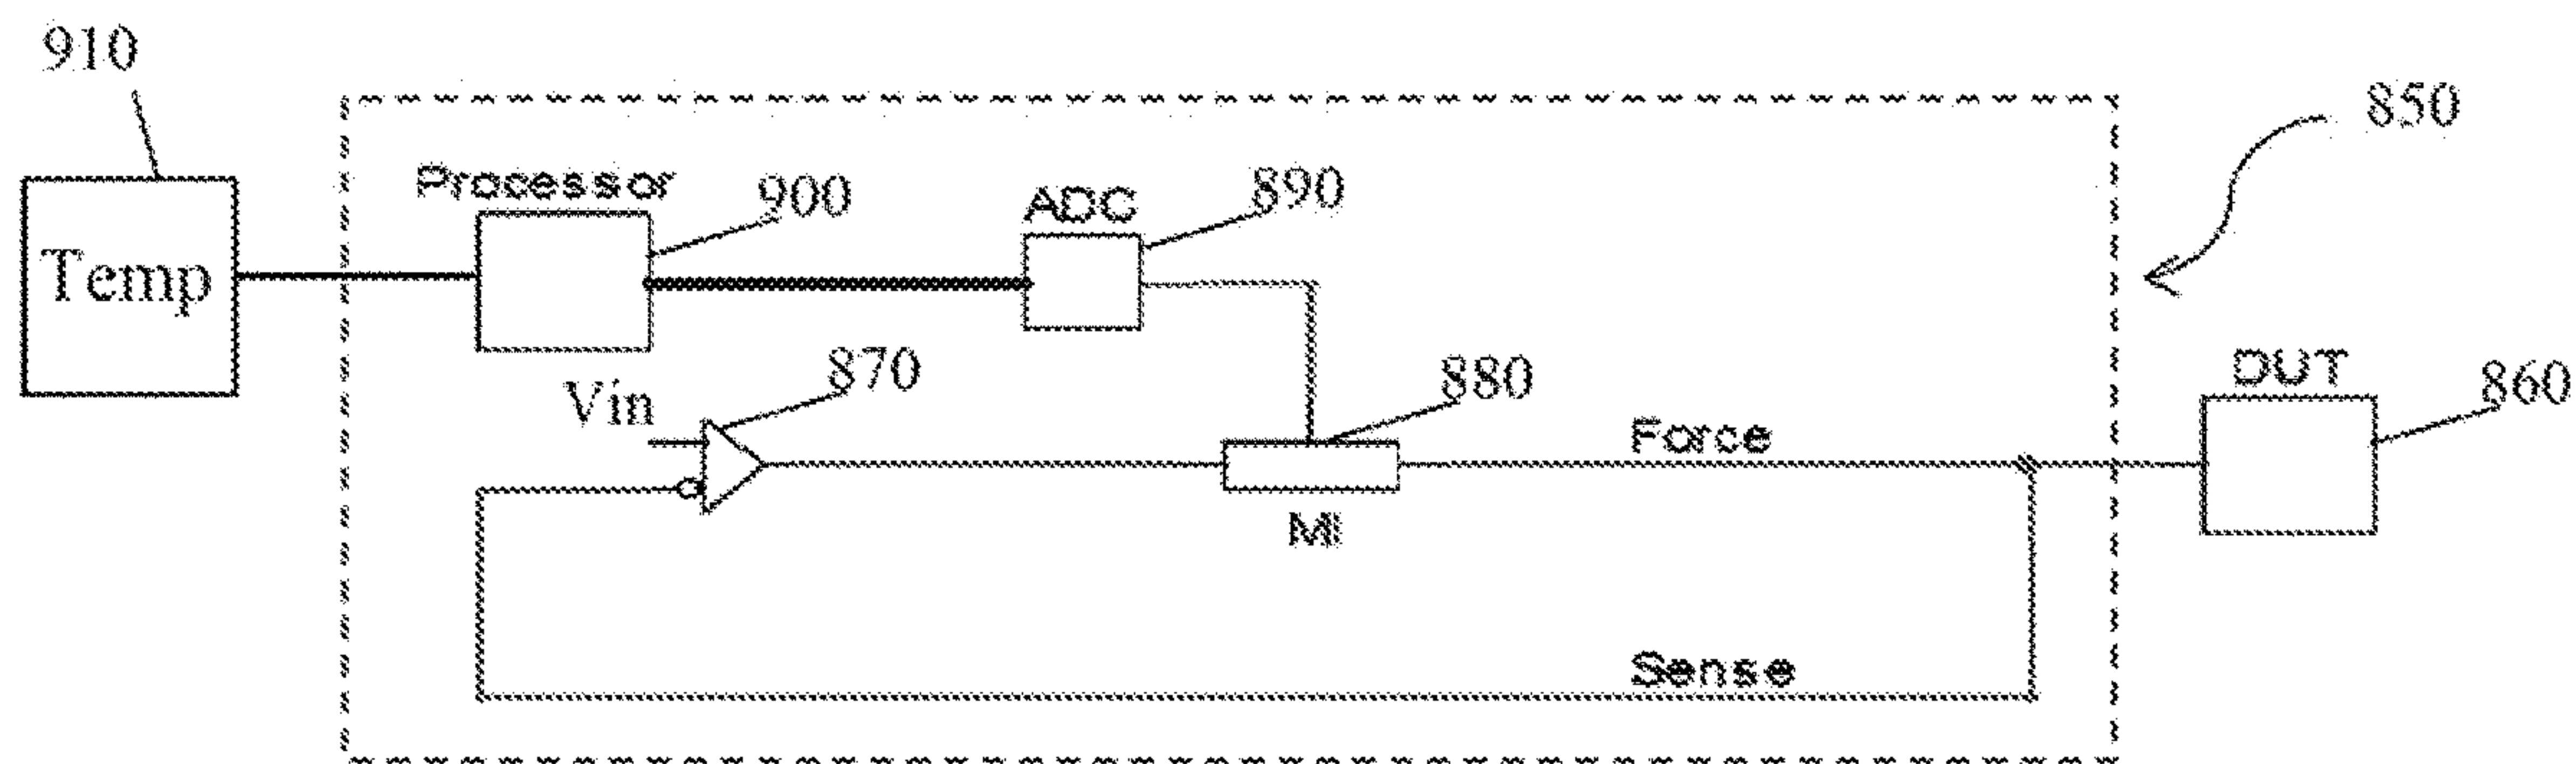 910
850
Processor
900
ADC
890
Temp
Vin
870
880
Force
DUT
860
MI
Sense